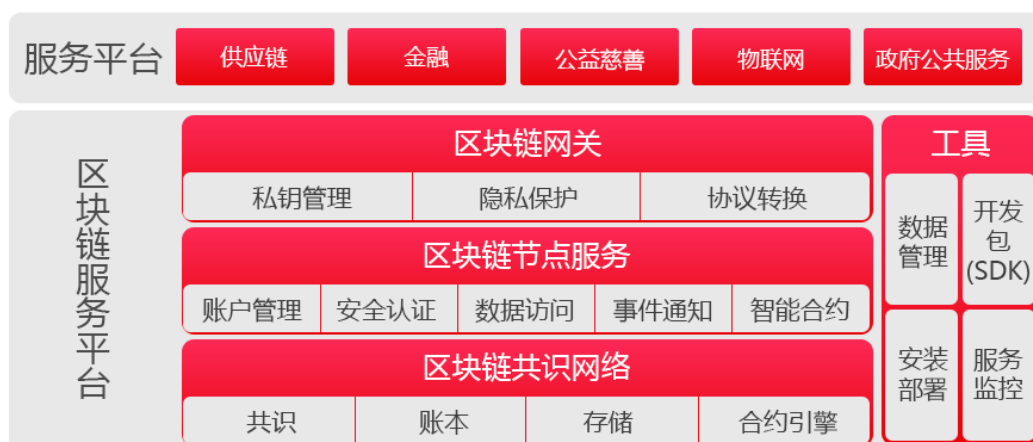 服务平台 供应链 金融 公益慈善 物联网 政府公共服务
区块链服务平台
区块链网关
私钥管理 隐私保护 协议转换
区块链节点服务
账户管理 安全认证 数据访问 事件通知 智能合约
区块链共识网络
共识 账本 存储 合约引擎
工具
数据
管理
开发
包
(SDK)
安装
部署
服务
监控